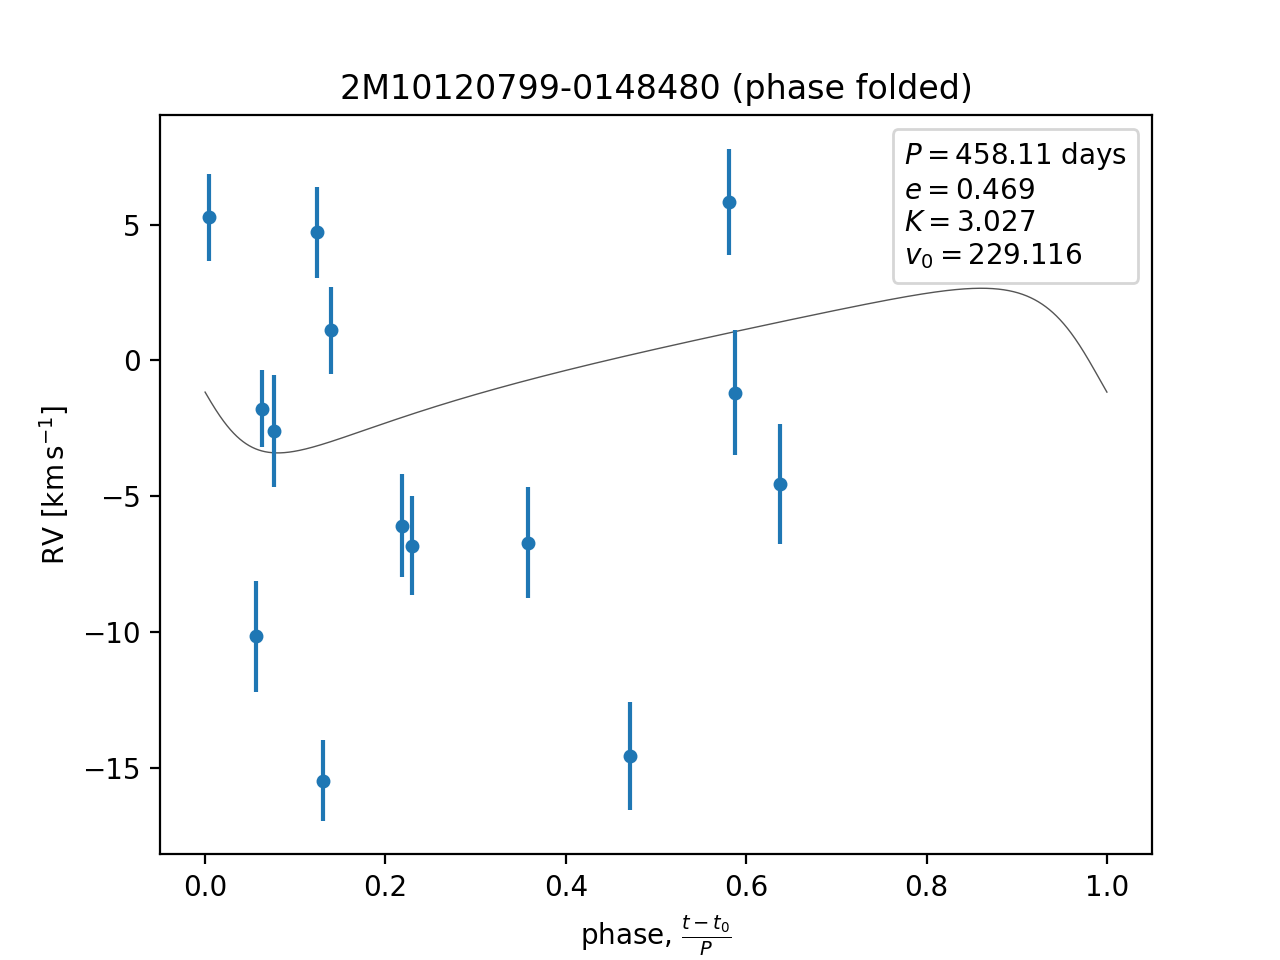 2M10120799-0148480 (phase folded)
P = 458.11 days
e = 0.469
K = 3.027
v₀ = 229.116
5
0
−5
−10
−15
RV [km s⁻¹]
0.0 0.2 0.4 0.6 0.8 1.0
phase, (t − t₀)/P